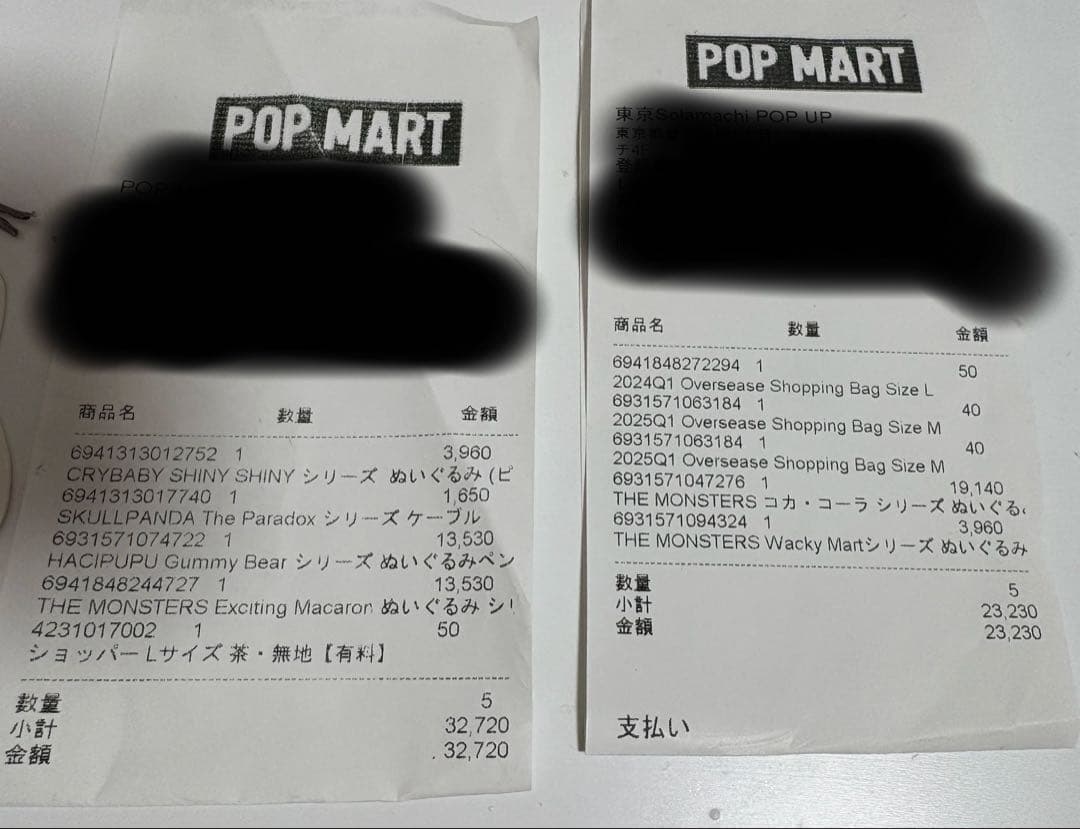 POP MART
POP
商品名 数量 金額
6941313012752 1 3,960
CRYBABY SHINY SHINY シリーズ ぬいぐるみ (ピ
6941313017740 1 1,650
SKULLPANDA The Paradox シリーズ ケーブル
6931571074722 1 13,530
HACIPUPU Gummy Bear シリーズ ぬいぐるみペン
6941848244727 1 13,530
THE MONSTERS Exciting Macaron ぬいぐるみ シリ
4231017002 1 50
ショッパー Lサイズ 茶・無地【有料】
数量 5
小計 32,720
金額 32,720
POP MART
東京Solamachi POP UP
東京
チ4
登
商品名 数量 金額
6941848272294 1 50
2024Q1 Oversease Shopping Bag Size L
6931571063184 1 40
2025Q1 Oversease Shopping Bag Size M
6931571063184 1 40
2025Q1 Oversease Shopping Bag Size M
6931571047276 1 19,140
THE MONSTERS コカ・コーラ シリーズ ぬいぐる
6931571094324 1 3,960
THE MONSTERS Wacky Martシリーズ ぬいぐるみ
数量 5
小計 23,230
金額 23,230
支払い